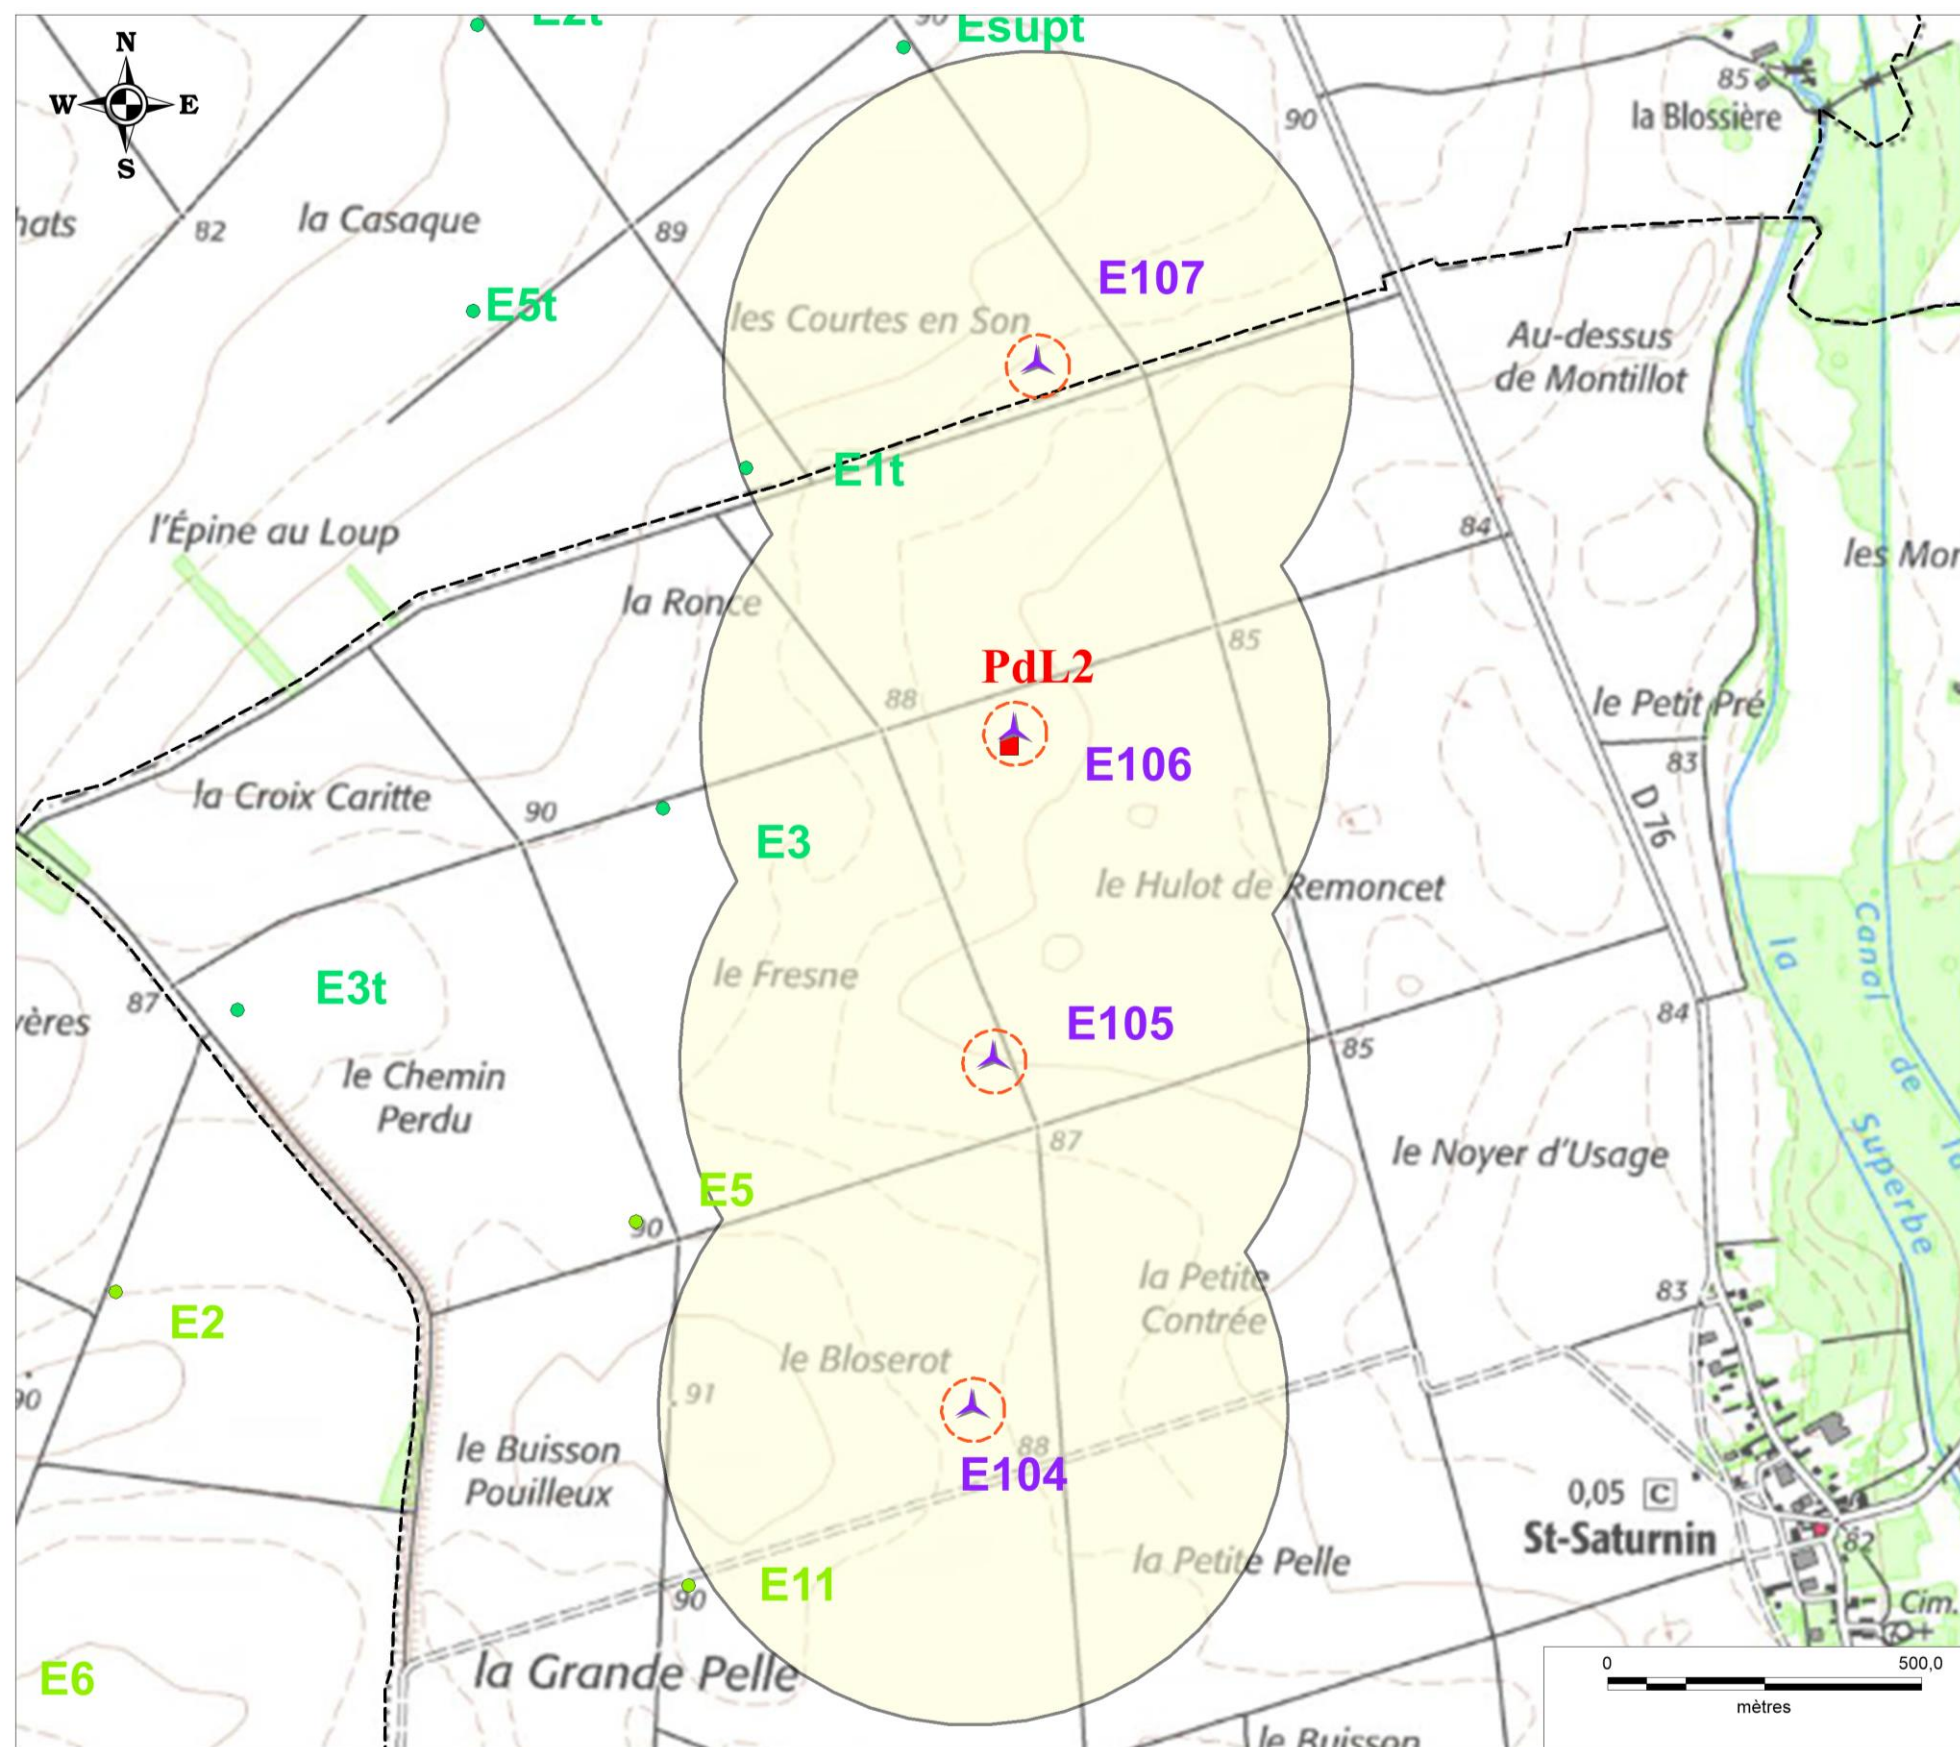 E2t
90
Esupt
N
W
E
S
85
la Blossière
90
hats
82
la Casaque
89
E107
E5t
les Courtes en Son
Au-dessus
de Montillot
E1t
l'Épine au Loup
84
les Mon
la Ronce
85
PdL2
88
le Petit Pré
83
E106
la Croix Caritte
90
D 76
E3
le Hulot de Remoncet
Canal
la
le Fresne
E3t
87
84
vères
E105
85
de
le Chemin
Perdu
87
Superbe
le Noyer d'Usage
E5
90
la Petite
Contrée
83
E2
le Bloserot
90
91
le Buisson
Pouilleux
88
E104
0,05 C
St-Saturnin
82
la Petite Pelle
E11
90
Cim.
la Grande Pelle
E6
0
500,0
mètres
le Buisson